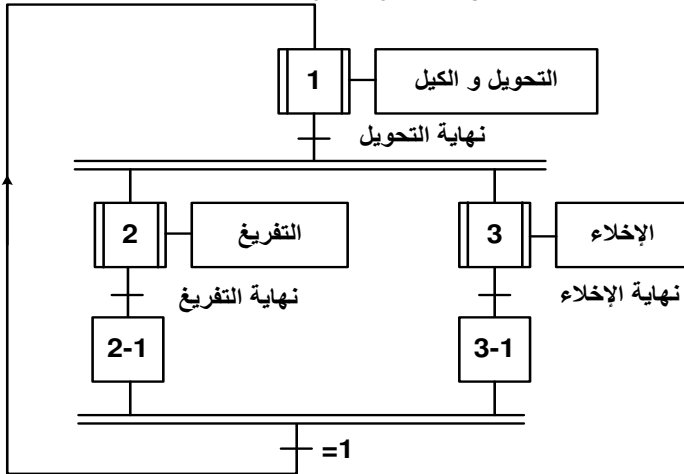 1 التحويل و الكيل
نهاية التحويل
2 التفريغ
3 الإخلاء
نهاية التفريغ
نهاية الإخلاء
2-1
3-1
=1